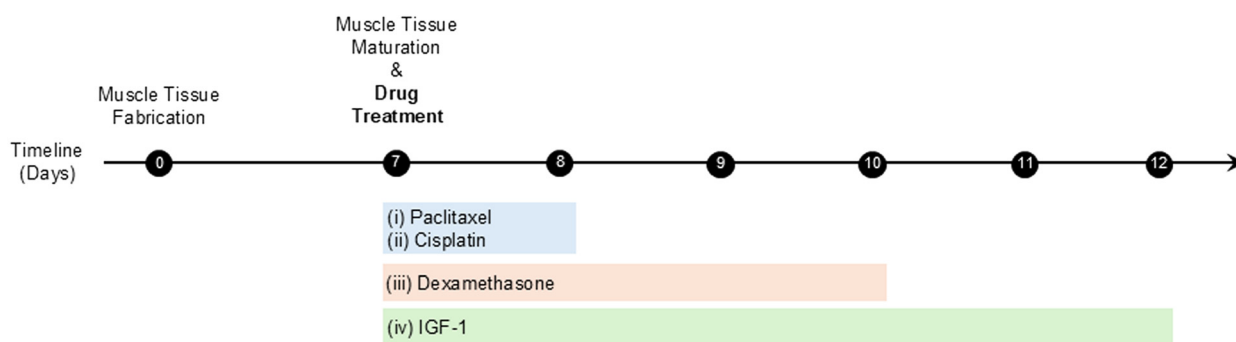 Muscle Tissue
Maturation
&
Drug
Treatment
Muscle Tissue
Fabrication
Timeline
(Days)
0 7 8 9 10 11 12
(i) Paclitaxel
(ii) Cisplatin
(iii) Dexamethasone
(iv) IGF-1